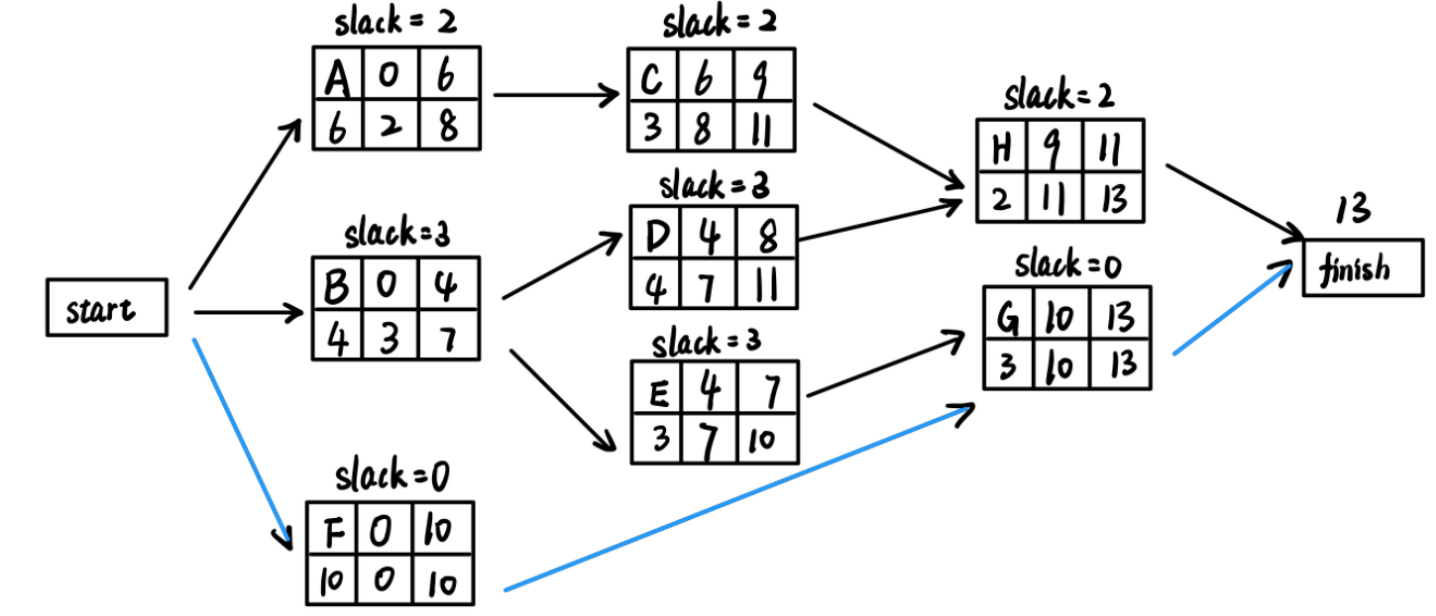 slack = 2
A 0 6
6 2 8
slack = 2
C 6 9
3 8 11
slack = 2
H 9 11
2 11 13
slack = 3
D 4 8
4 7 11
slack = 3
B 0 4
4 3 7
13
finish
start
slack = 0
G 10 13
3 10 13
slack = 3
E 4 7
3 7 10
slack = 0
F 0 10
10 0 10